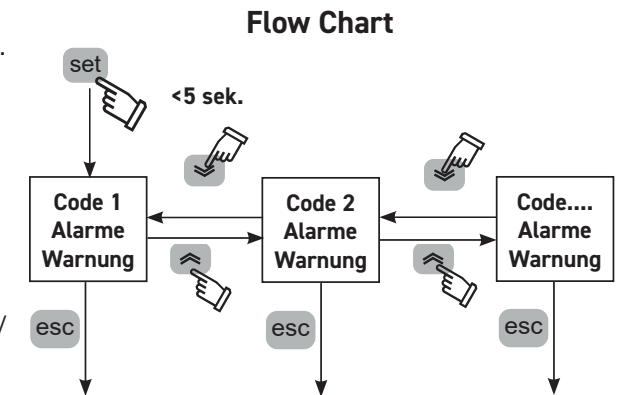 Flow Chart
.
set
<5 sek.
Code 1
Alarme
Warnung
Code 2
Alarme
Warnung
Code....
Alarme
Warnung
/
esc
esc
esc